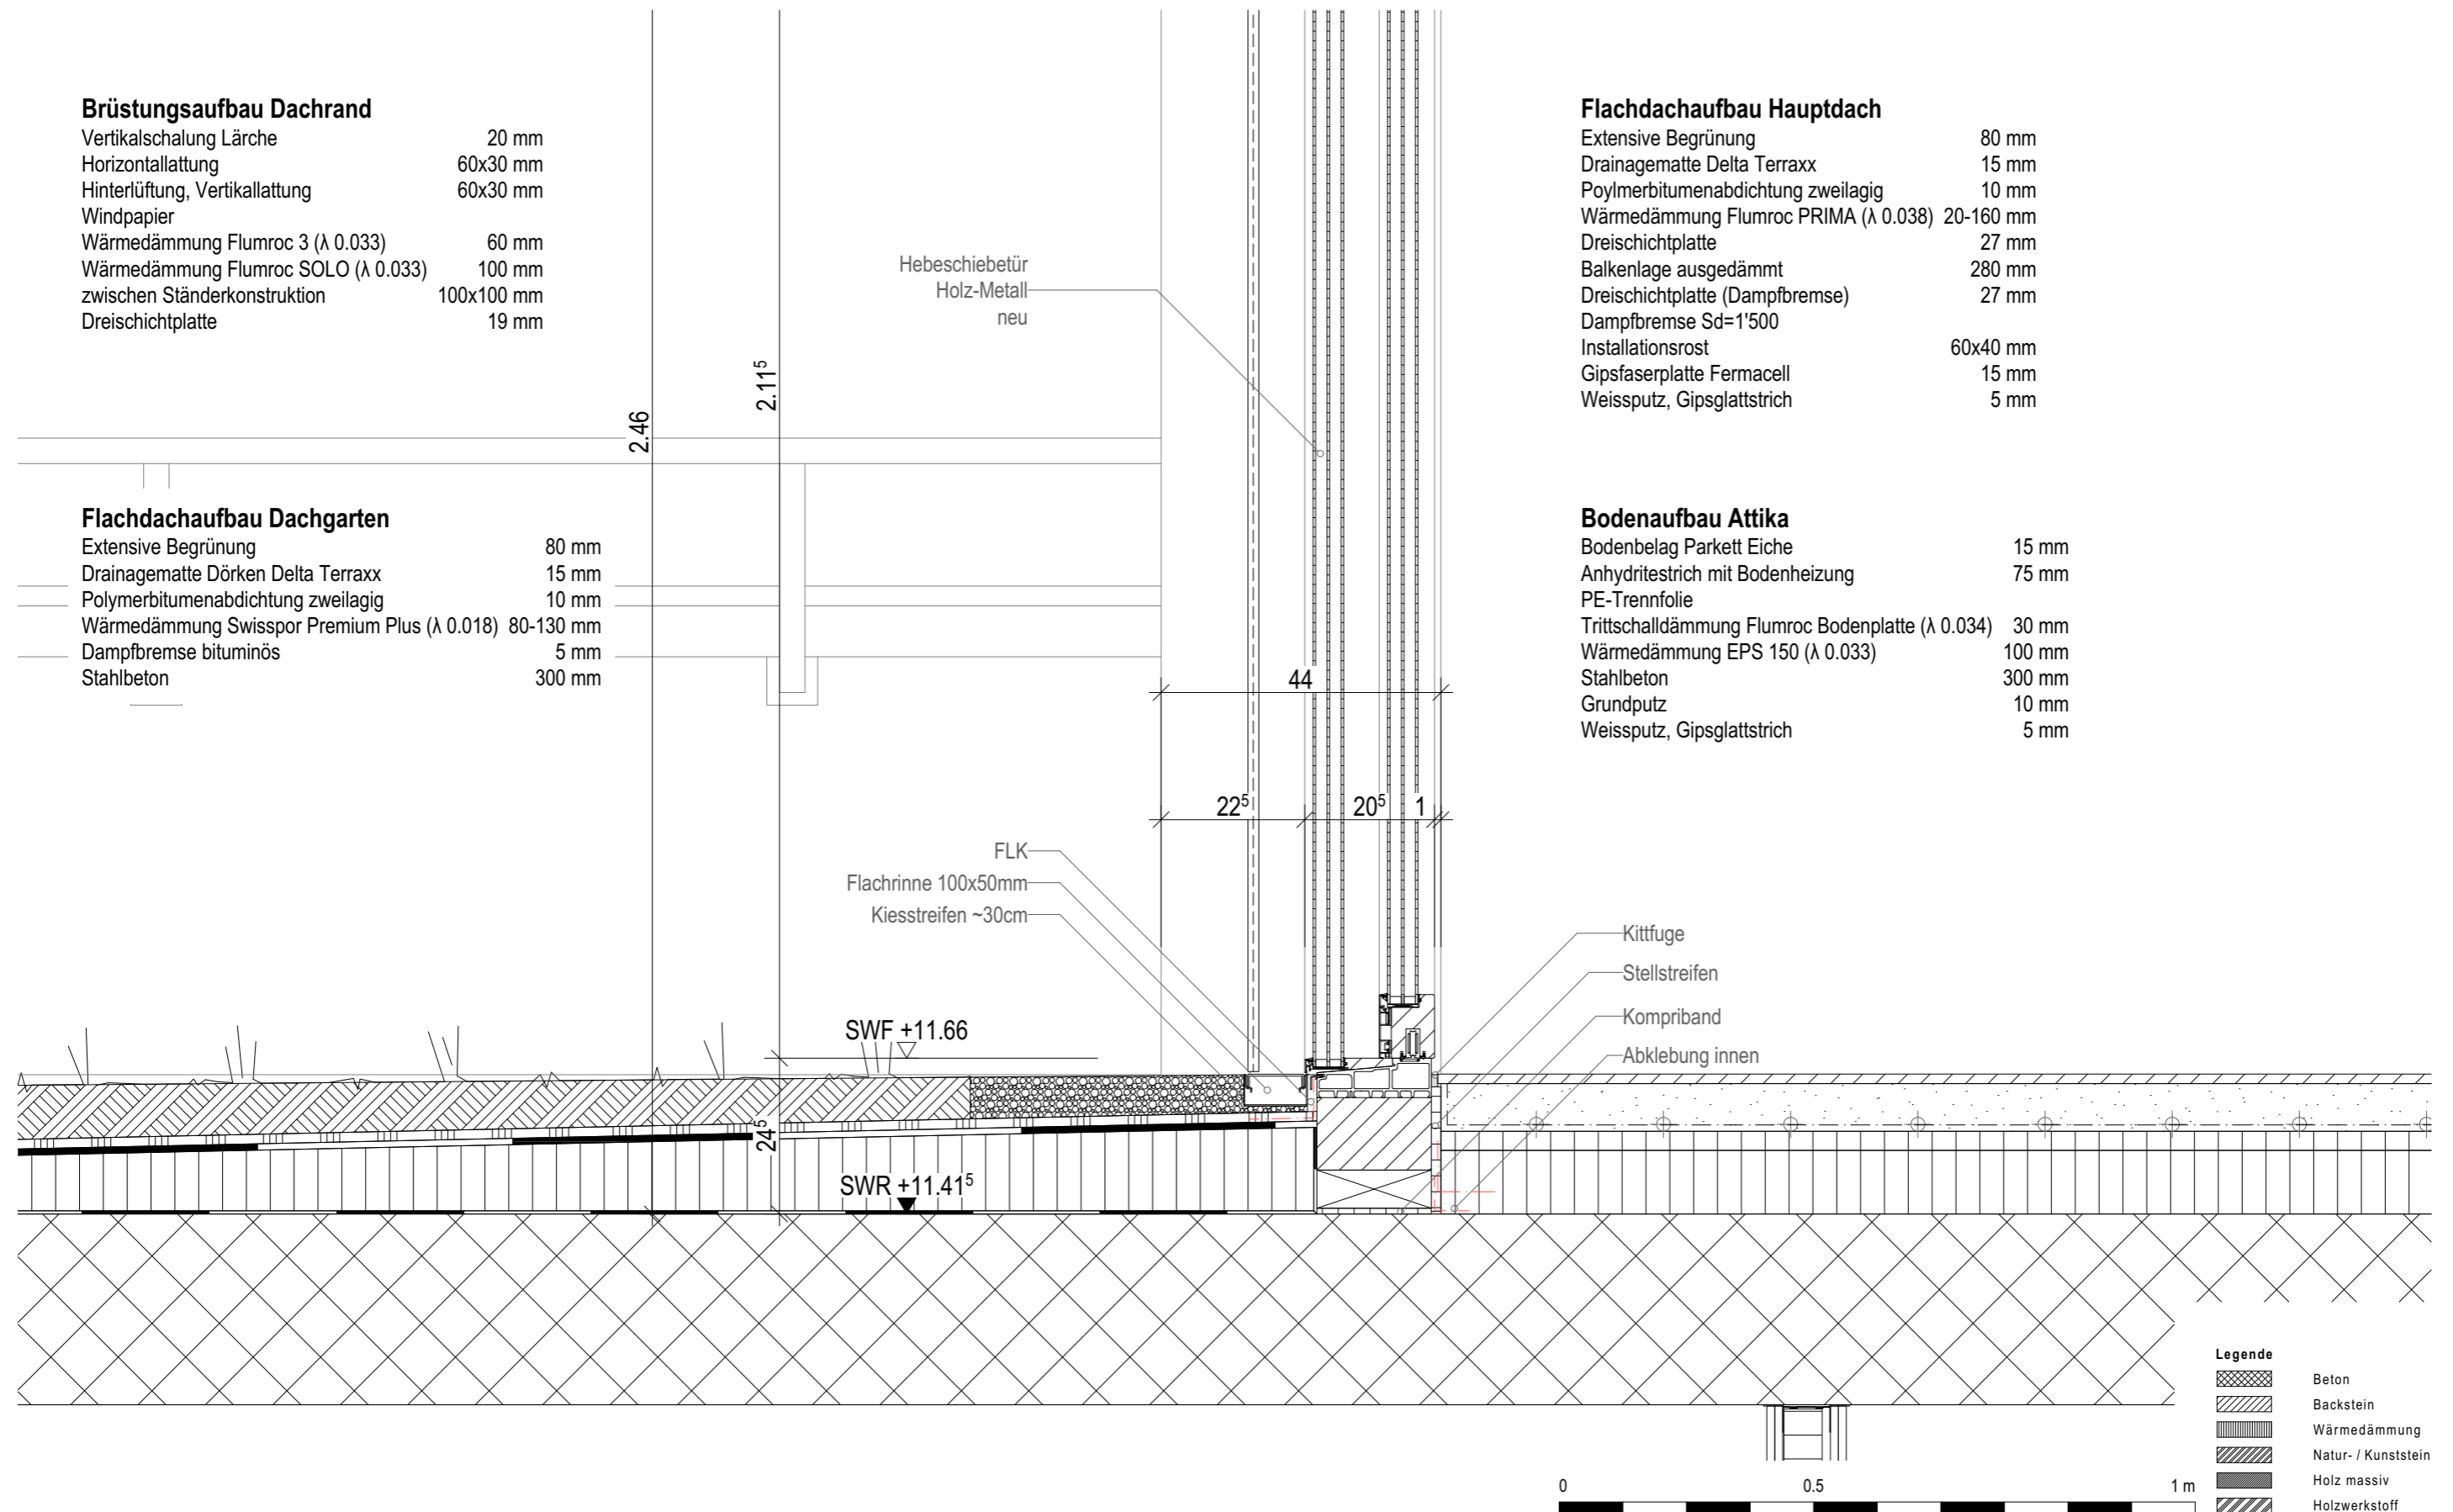 Brüstungsaufbau Dachrand
Vertikalschalung Lärche 20 mm
Horizontallattung 60x30 mm
Hinterlüftung, Vertikallattung 60x30 mm
Windpapier
Wärmedämmung Flumroc 3 (λ 0.033) 60 mm
Wärmedämmung Flumroc SOLO (λ 0.033) 100 mm
zwischen Ständerkonstruktion 100x100 mm
Dreischichtplatte 19 mm
Flachdachaufbau Hauptdach
Extensive Begrünung 80 mm
Drainagematte Delta Terraxx 15 mm
Poylmerbitumenabdichtung zweilagig 10 mm
Wärmedämmung Flumroc PRIMA (λ 0.038) 20-160 mm
Dreischichtplatte 27 mm
Balkenlage ausgedämmt 280 mm
Dreischichtplatte (Dampfbremse) 27 mm
Dampfbremse Sd=1'500
Installationsrost 60x40 mm
Gipsfaserplatte Fermacell 15 mm
Weissputz, Gipsglattstrich 5 mm
Hebeschiebetür
Holz-Metall
neu
2.46
2.11⁵
Flachdachaufbau Dachgarten
Extensive Begrünung 80 mm
Drainagematte Dörken Delta Terraxx 15 mm
Polymerbitumenabdichtung zweilagig 10 mm
Wärmedämmung Swisspor Premium Plus (λ 0.018) 80-130 mm
Dampfbremse bituminös 5 mm
Stahlbeton 300 mm
Bodenaufbau Attika
Bodenbelag Parkett Eiche 15 mm
Anhydritestrich mit Bodenheizung 75 mm
PE-Trennfolie
Trittschalldämmung Flumroc Bodenplatte (λ 0.034) 30 mm
Wärmedämmung EPS 150 (λ 0.033) 100 mm
Stahlbeton 300 mm
Grundputz 10 mm
Weissputz, Gipsglattstrich 5 mm
44
22⁵ 20⁵ 1
FLK
Flachrinne 100x50mm
Kiesstreifen ~30cm
Kittfuge
Stellstreifen
Kompriband
Abklebung innen
SWF +11.66
24⁵
SWR +11.41⁵
Legende
Beton
Backstein
Wärmedämmung
Natur- / Kunststein
Holz massiv
Holzwerkstoff
0 0.5 1 m